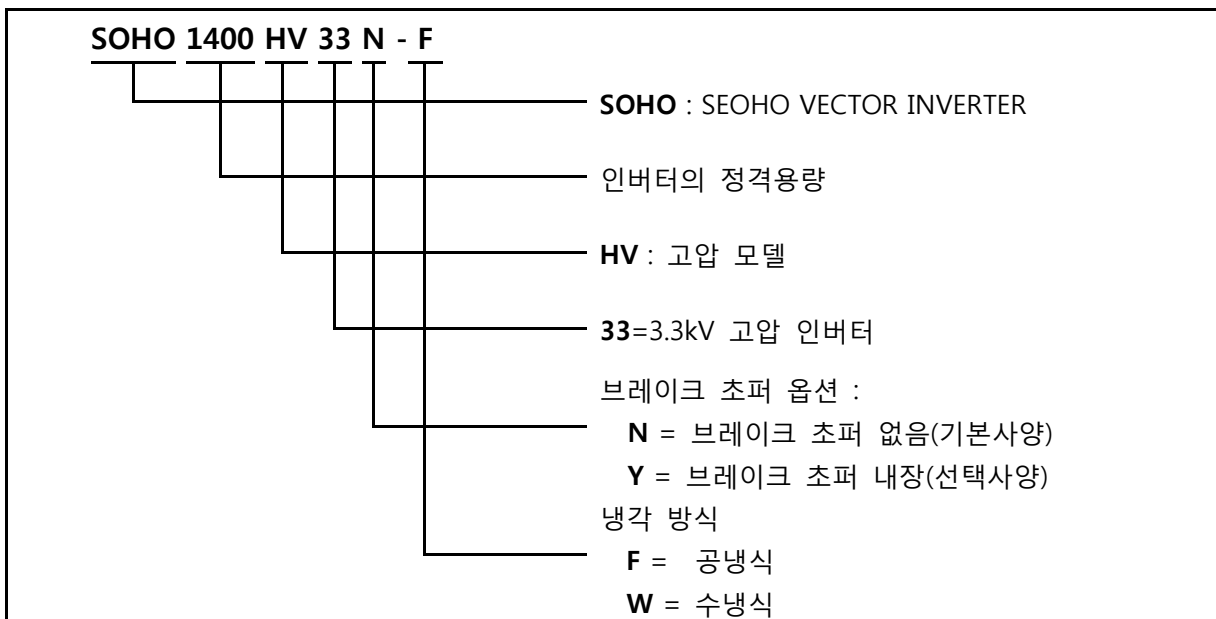 SOHO 1400 HV 33 N - F
SOHO : SEOHO VECTOR INVERTER
인버터의 정격용량
HV : 고압 모델
33=3.3kV 고압 인버터
브레이크 초퍼 옵션 :
N = 브레이크 초퍼 없음(기본사양)
Y = 브레이크 초퍼 내장(선택사양)
냉각 방식
F = 공냉식
W = 수냉식